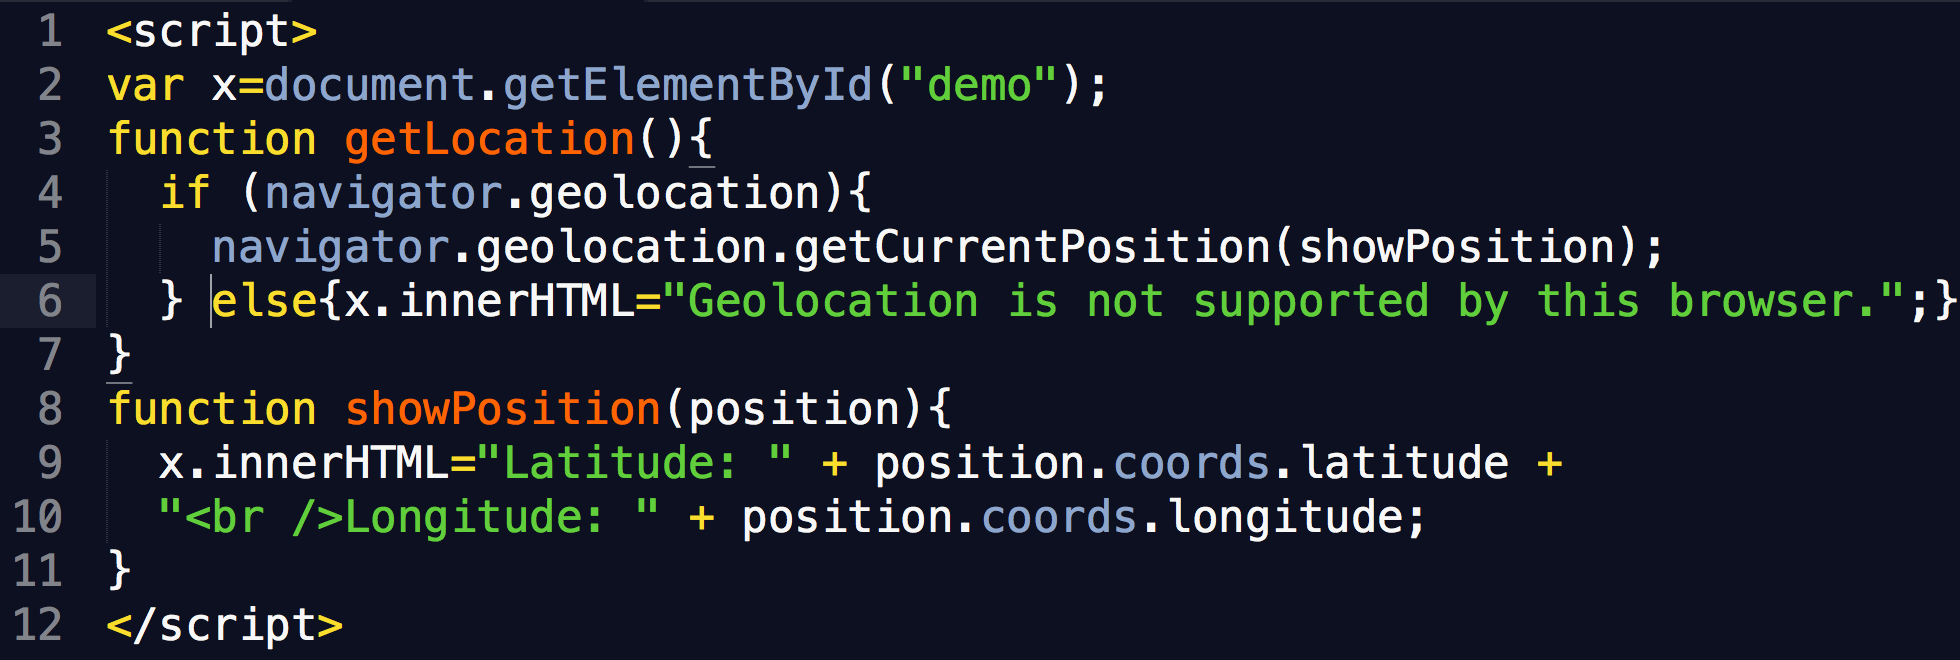 1 <script>
2 var x=document.getElementById("demo");
3 function getLocation(){
4   if (navigator.geolocation){
5     navigator.geolocation.getCurrentPosition(showPosition);
6   } else{x.innerHTML="Geolocation is not supported by this browser.";}
7 }
8 function showPosition(position){
9   x.innerHTML="Latitude: " + position.coords.latitude +
10   "<br />Longitude: " + position.coords.longitude;
11 }
12 </script>